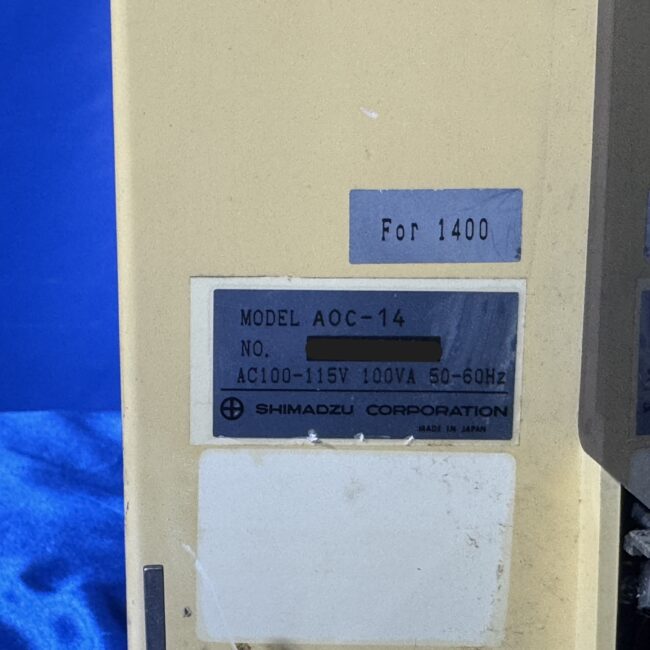 For 1400
MODEL AOC-14
NO.
AC100-115V 100VA 50-60Hz
SHIMADZU CORPORATION
MADE IN JAPAN